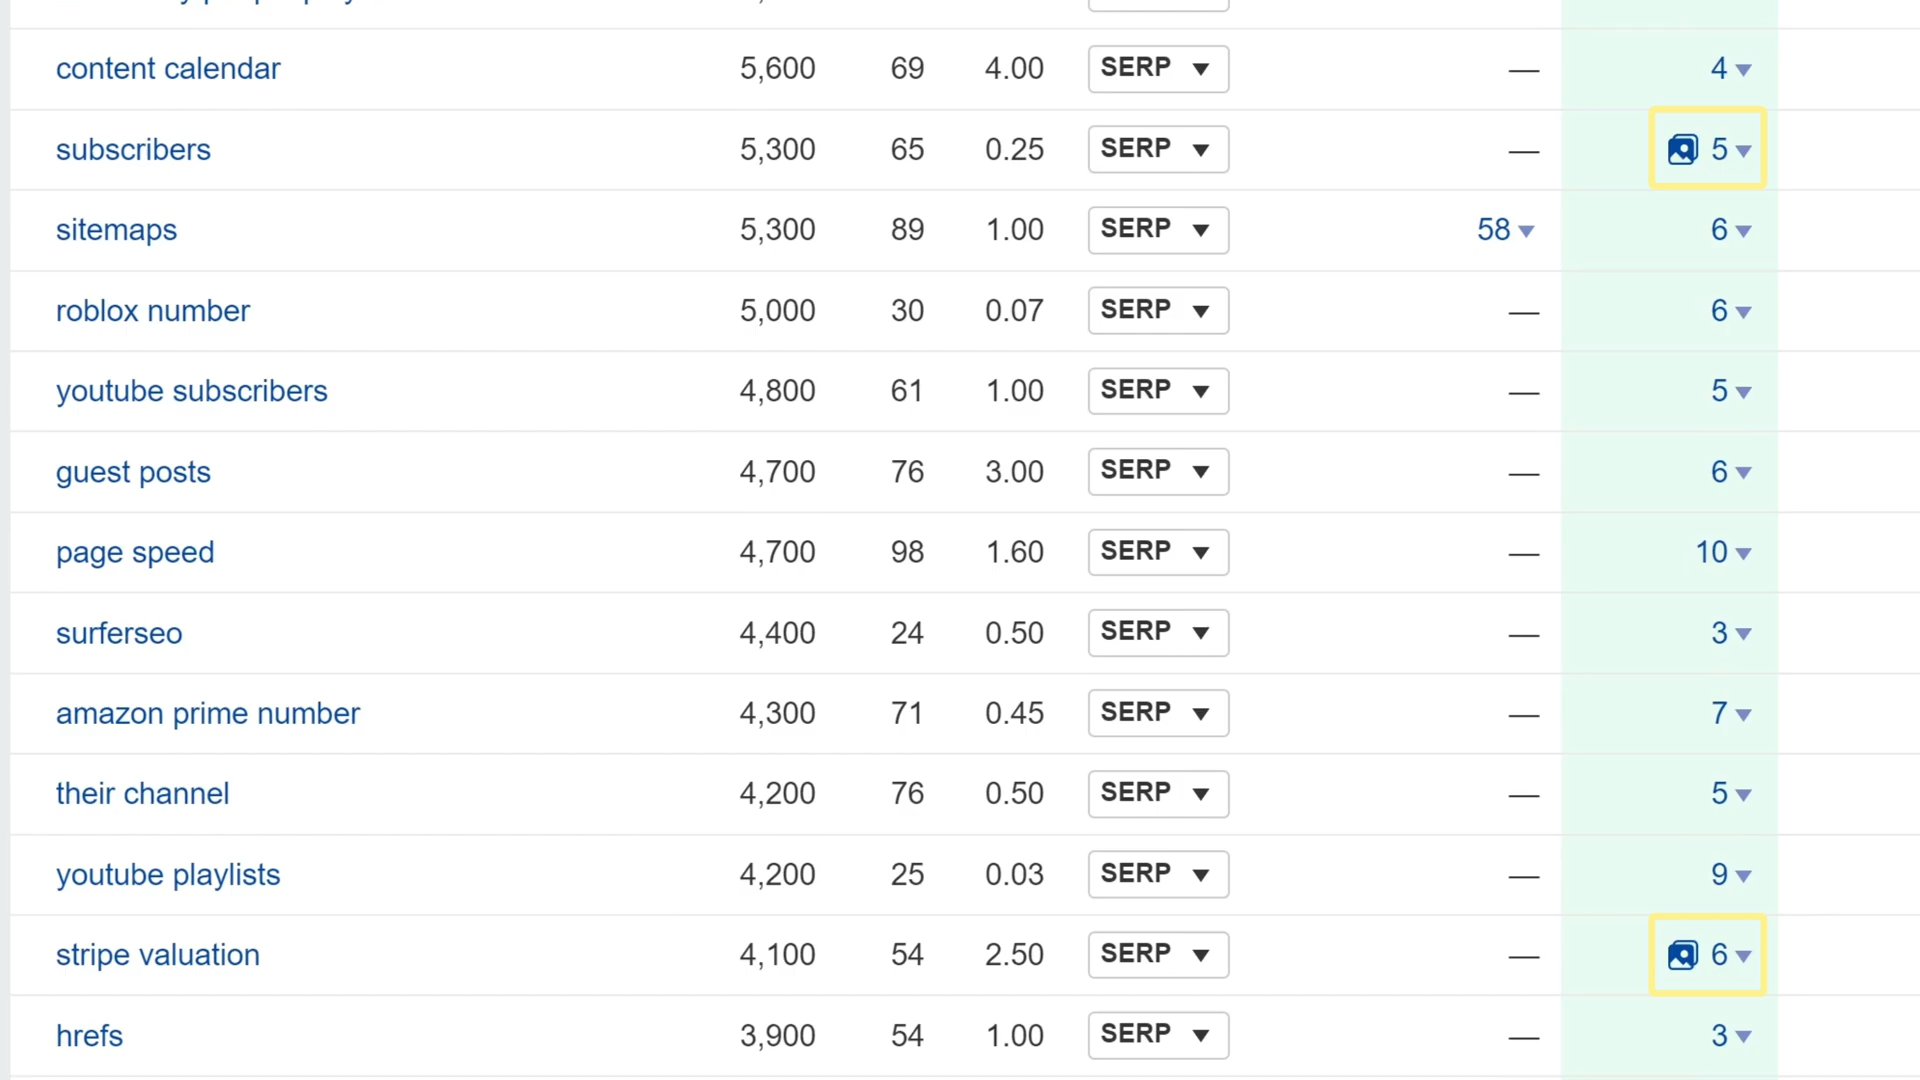 content calendar 5,600 69 4.00 SERP — 4
subscribers 5,300 65 0.25 SERP — 5
sitemaps 5,300 89 1.00 SERP 58 6
roblox number 5,000 30 0.07 SERP — 6
youtube subscribers 4,800 61 1.00 SERP — 5
guest posts 4,700 76 3.00 SERP — 6
page speed 4,700 98 1.60 SERP — 10
surferseo 4,400 24 0.50 SERP — 3
amazon prime number 4,300 71 0.45 SERP — 7
their channel 4,200 76 0.50 SERP — 5
youtube playlists 4,200 25 0.03 SERP — 9
stripe valuation 4,100 54 2.50 SERP — 6
hrefs 3,900 54 1.00 SERP — 3